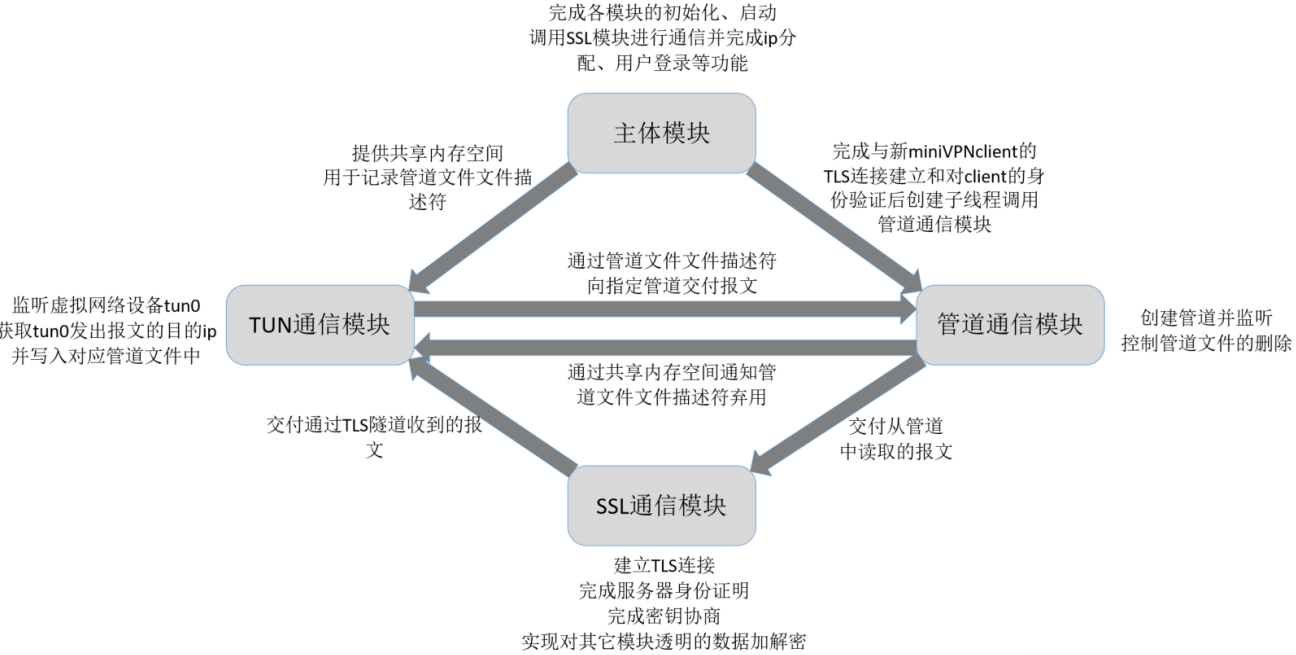 完成各模块的初始化、启动
调用SSL模块进行通信并完成ip分
配、用户登录等功能
主体模块
提供共享内存空间
用于记录管道文件文件描
述符
完成与新miniVPNclient的
TLS连接建立和对client的身
份验证后创建子线程调用
管道通信模块
通过管道文件文件描述符
向指定管道交付报文
监听虚拟网络设备tun0
获取tun0发出报文的目的ip
并写入对应管道文件中
TUN通信模块
管道通信模块
创建管道并监听
控制管道文件的删除
通过共享内存空间通知管
道文件文件描述符弃用
交付通过TLS隧道收到的报
文
交付从管道
中读取的报文
SSL通信模块
建立TLS连接
完成服务器身份证明
完成密钥协商
实现对其它模块透明的数据加解密